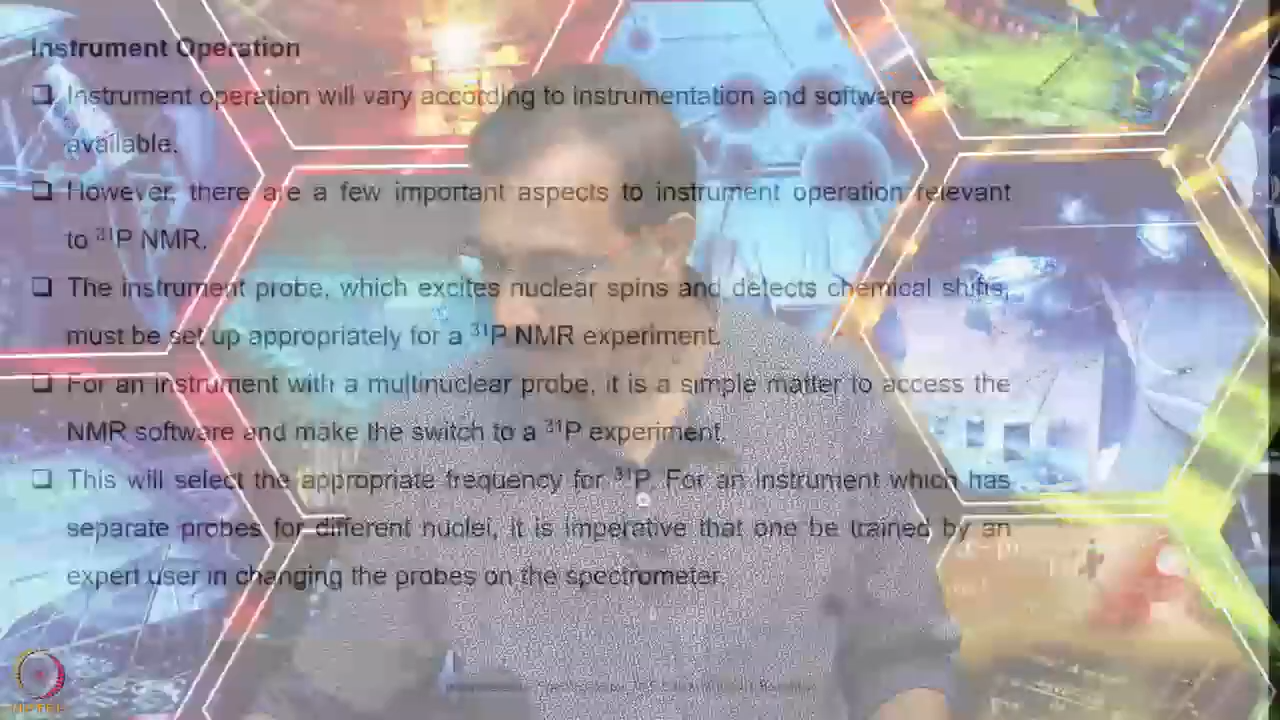 Instrument Operation
❑ Instrument operation will vary according to instrumentation and software
available.
❑ However, there are a few important aspects to instrument operation relevant
to ³¹P NMR.
❑ The instrument probe, which excites nuclear spins and detects chemical shifts,
must be set up appropriately for a ³¹P NMR experiment.
❑ For an instrument with a multinuclear probe, it is a simple matter to access the
NMR software and make the switch to a ³¹P experiment.
❑ This will select the appropriate frequency for ³¹P. For an instrument which has
separate probes for different nuclei, it is imperative that one be trained by an
expert user in changing the probes on the spectrometer.
NPTEL